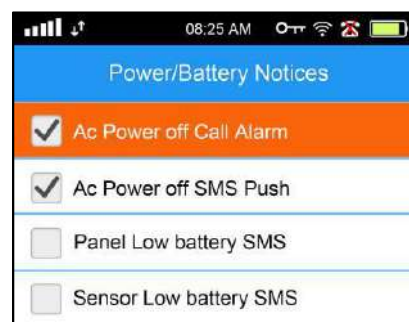 08:25 AM
Power/Battery Notices
Ac Power off Call Alarm
Ac Power off SMS Push
Panel Low battery SMS
Sensor Low battery SMS